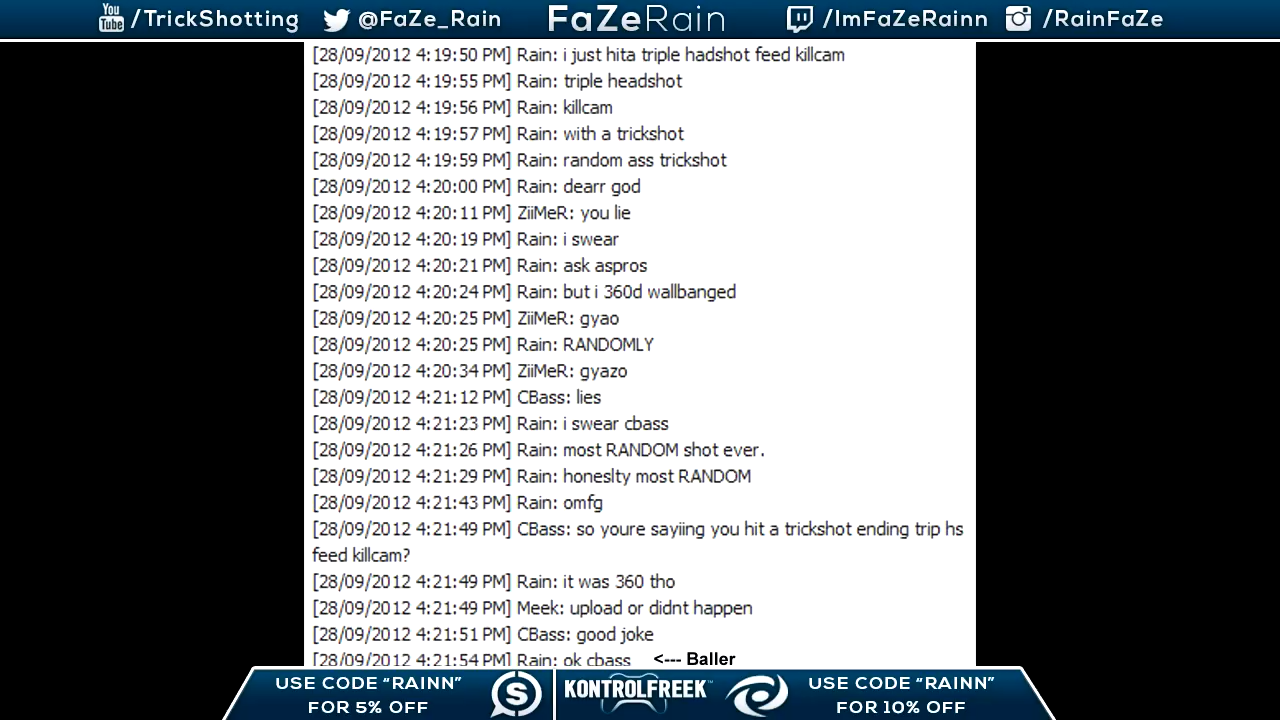 You Tube /TrickShotting @FaZe_Rain FaZeRain /ImFaZeRainn /RainFaZe
[28/09/2012 4:19:50 PM] Rain: i just hita triple hadshot feed killcam
[28/09/2012 4:19:55 PM] Rain: triple headshot
[28/09/2012 4:19:56 PM] Rain: killcam
[28/09/2012 4:19:57 PM] Rain: with a trickshot
[28/09/2012 4:19:59 PM] Rain: random ass trickshot
[28/09/2012 4:20:00 PM] Rain: dearr god
[28/09/2012 4:20:11 PM] ZiiMeR: you lie
[28/09/2012 4:20:19 PM] Rain: i swear
[28/09/2012 4:20:21 PM] Rain: ask aspros
[28/09/2012 4:20:24 PM] Rain: but i 360d wallbanged
[28/09/2012 4:20:25 PM] ZiiMeR: gyao
[28/09/2012 4:20:25 PM] Rain: RANDOMLY
[28/09/2012 4:20:34 PM] ZiiMeR: gyazo
[28/09/2012 4:21:12 PM] CBass: lies
[28/09/2012 4:21:23 PM] Rain: i swear cbass
[28/09/2012 4:21:26 PM] Rain: most RANDOM shot ever.
[28/09/2012 4:21:29 PM] Rain: honeslty most RANDOM
[28/09/2012 4:21:43 PM] Rain: omfg
[28/09/2012 4:21:49 PM] CBass: so youre sayiing you hit a trickshot ending trip hs
feed killcam?
[28/09/2012 4:21:49 PM] Rain: it was 360 tho
[28/09/2012 4:21:49 PM] Meek: upload or didnt happen
[28/09/2012 4:21:51 PM] CBass: good joke
[28/09/2012 4:21:54 PM] Rain: ok cbass <--- Baller
USE CODE "RAINN"
FOR 5% OFF
KONTROLFREEK
USE CODE "RAINN"
FOR 10% OFF